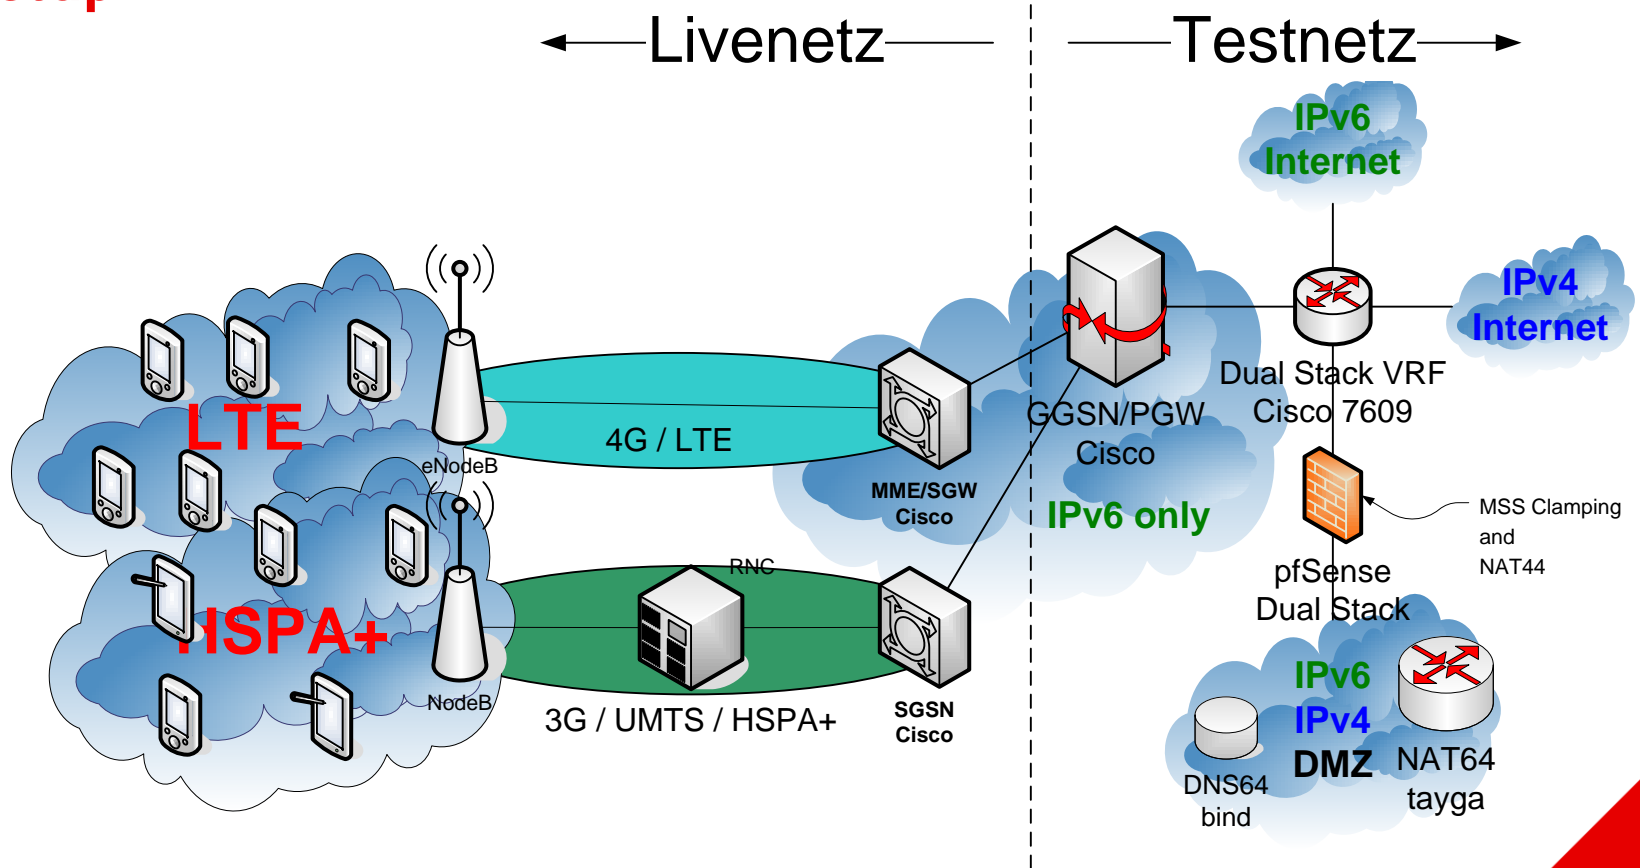 Livenetz
Testnetz
IPv6
Internet
IPv4
Internet
Dual Stack VRF
Cisco 7609
GGSN/PGW
Cisco
IPv6 only
LTE
eNodeB
4G / LTE
MME/SGW
Cisco
MSS Clamping
and
NAT44
pfSense
Dual Stack
HSPA+
NodeB
RNC
3G / UMTS / HSPA+
SGSN
Cisco
IPv6
IPv4
DMZ
DNS64
bind
NAT64
tayga